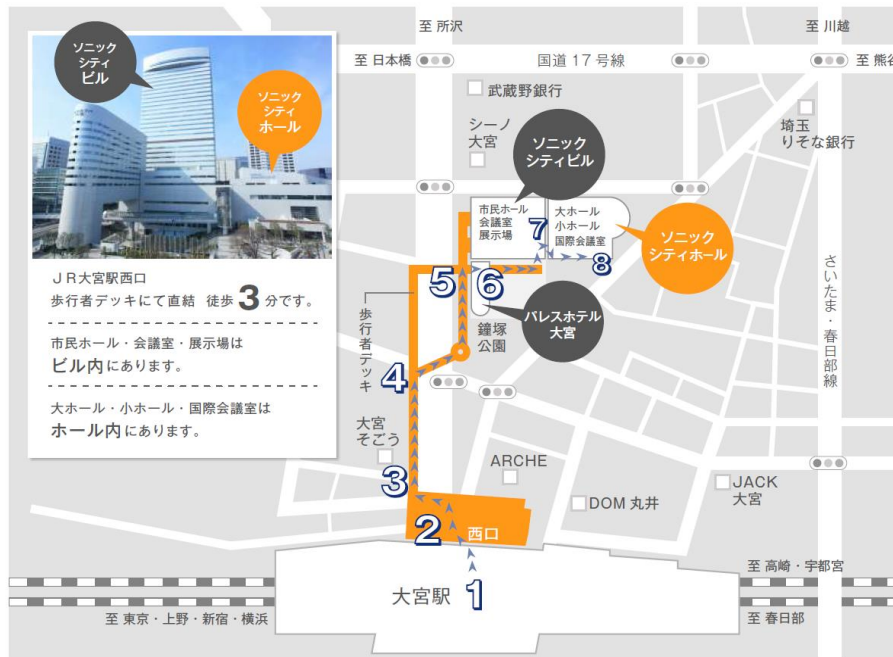 ソニック
シティ
ビル
ソニック
シティ
ホール
JR大宮駅西口
歩行者デッキにて直結 徒歩 3 分です。
市民ホール・会議室・展示場は
ビル内にあります。
大ホール・小ホール・国際会議室は
ホール内にあります。
至 所沢
至 川越
至 日本橋
国道 17 号線
至 熊谷
武蔵野銀行
シーノ
大宮
ソニック
シティビル
埼玉
りそな銀行
市民ホール
会議室
展示場
7
大ホール
小ホール
国際会議室
8
ソニック
シティホール
5
6
パレスホテル
大宮
さいたま・春日部線
歩行者デッキ
鐘塚
公園
4
大宮
そごう
3
ARCHE
DOM 丸井
JACK
大宮
2
西口
1
大宮駅
至 高崎・宇都宮
至 東京・上野・新宿・横浜
至 春日部